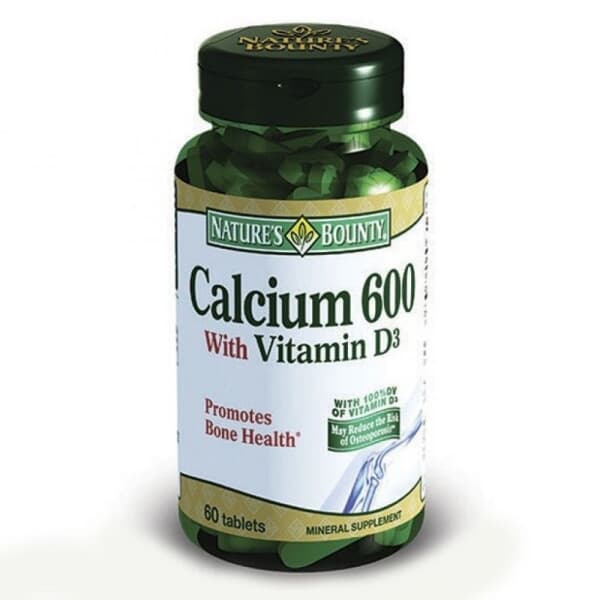 NATURE'S
BOUNTY
NATURE'S BOUNTY®
Calcium 600
With Vitamin D3
WITH 100% DV
OF VITAMIN D3
Promotes
Bone Health*
May Reduce the Risk
of Osteoporosis
60 tablets
MINERAL SUPPLEMENT